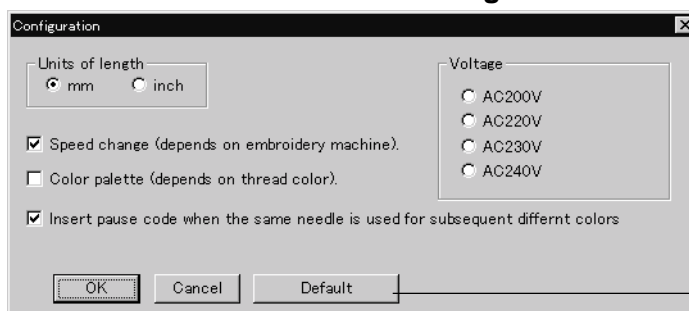 Configuration
Units of length
mm inch
Voltage
AC200V
AC220V
AC230V
AC240V
Speed change (depends on embroidery machine).
Color palette (depends on thread color).
Insert pause code when the same needle is used for subsequent differnt colors
OK Cancel Default